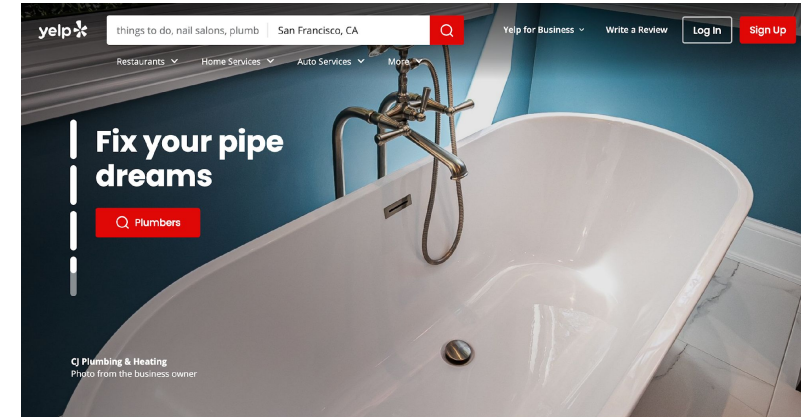 yelp
things to do, nail salons, plumb
San Francisco, CA
Yelp for Business
Write a Review
Log In
Sign Up
Restaurants
Home Services
Auto Services
More
Fix your pipe
dreams
Plumbers
CJ Plumbing & Heating
Photo from the business owner